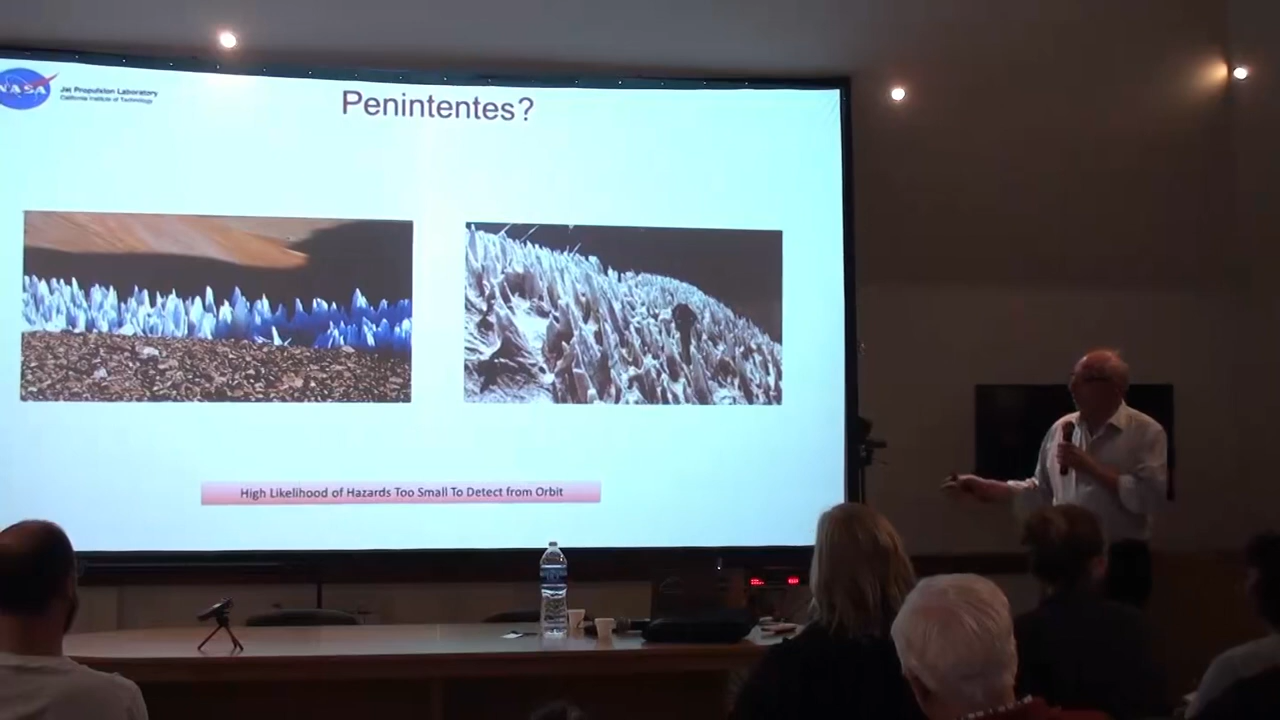 NASA
Jet Propulsion Laboratory
California Institute of Technology
Penintentes?
High Likelihood of Hazards Too Small To Detect from Orbit